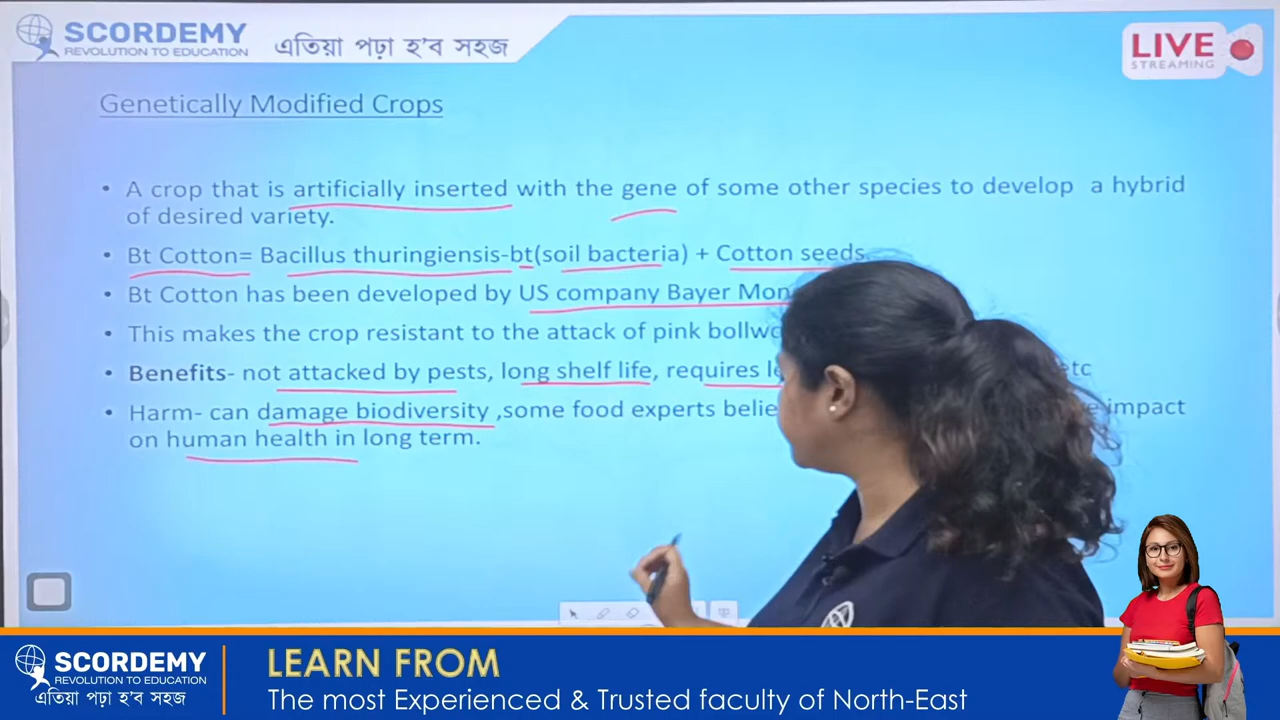 SCORDEMY
REVOLUTION TO EDUCATION
এতিয়া পঢ়া হ'ব সহজ
LIVE
STREAMING
Genetically Modified Crops
• A crop that is artificially inserted with the gene of some other species to develop a hybrid
of desired variety.
• Bt Cotton= Bacillus thuringiensis-bt(soil bacteria) + Cotton seeds.
• Bt Cotton has been developed by US company Bayer
• This makes the crop resistant to the attack of pink
• Benefits- not attacked by pests, long shelf life, requires etc
• Harm- can damage biodiversity ,some food experts impact
on human health in long term.
SCORDEMY
REVOLUTION TO EDUCATION
এতিয়া পঢ়া হ'ব সহজ
LEARN FROM
The most Experienced & Trusted faculty of North-East